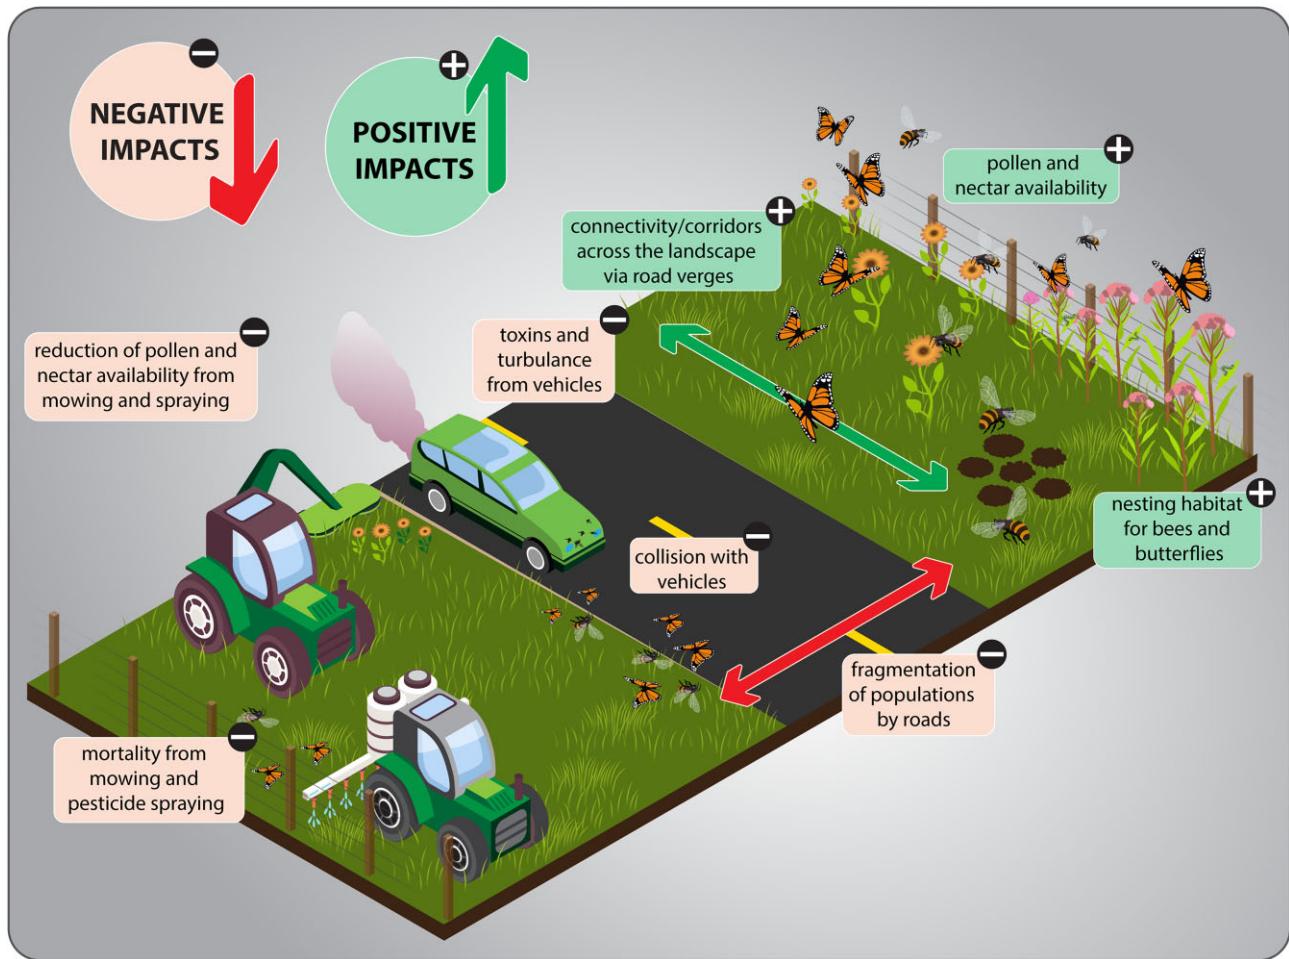 NEGATIVE
IMPACTS
POSITIVE
IMPACTS
pollen and
nectar availability
connectivity/corridors
across the landscape
via road verges
toxins and
turbulance
from vehicles
reduction of pollen and
nectar availability from
mowing and spraying
collision with
vehicles
nesting habitat
for bees and
butterflies
fragmentation
of populations
by roads
mortality from
mowing and
pesticide spraying